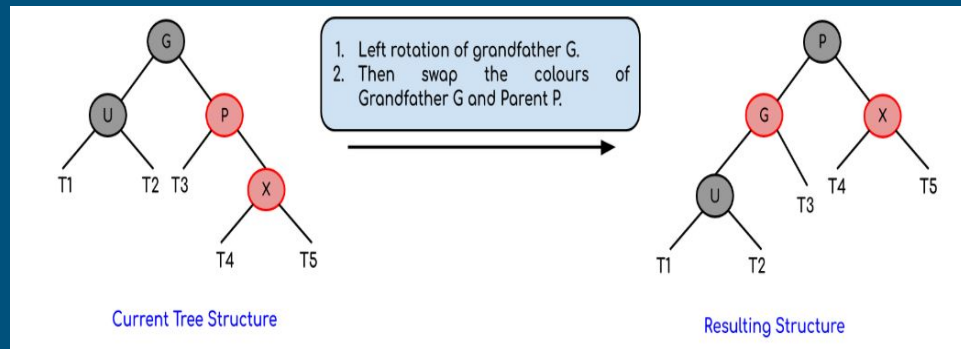 G
1. Left rotation of grandfather G.
2. Then swap the colours of
Grandfather G and Parent P.
P
U
P
G
X
T1
T2
T3
X
U
T3
T4
T5
T4
T5
T1
T2
Current Tree Structure
Resulting Structure